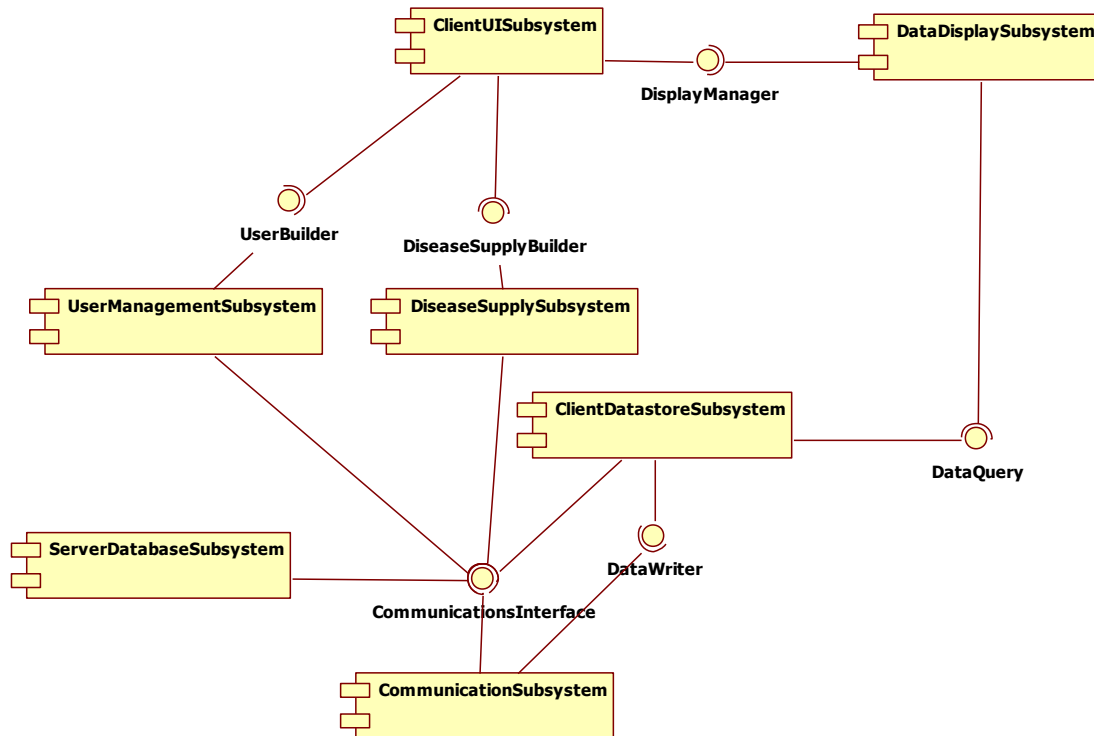 ClientUISubsystem
DataDisplaySubsystem
DisplayManager
UserBuilder
DiseaseSupplyBuilder
UserManagementSubsystem
DiseaseSupplySubsystem
ClientDatastoreSubsystem
DataQuery
ServerDatabaseSubsystem
DataWriter
CommunicationsInterface
CommunicationSubsystem